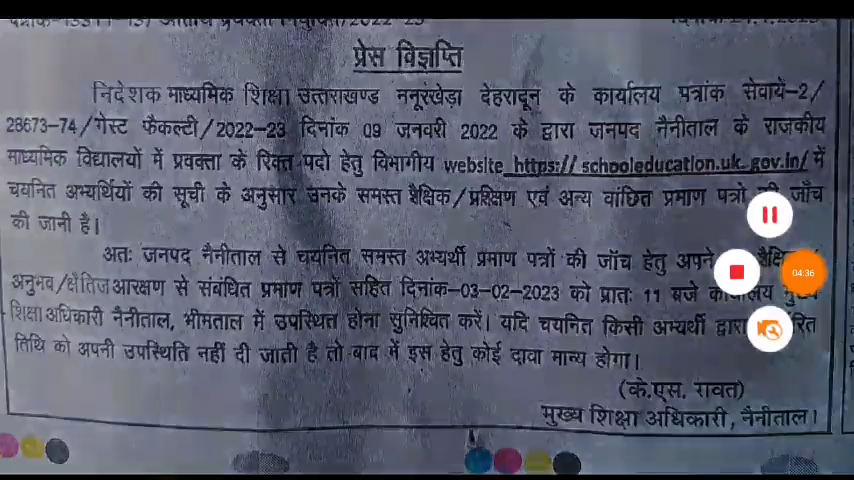 प्रेस विज्ञप्ति
निदेशक माध्यमिक शिक्षा उत्तराखण्ड ननूरखेड़ा देहरादून के कार्यालय पत्रांक सेवायें-2/
28673-74/गेस्ट फैकल्टी/2022-23 दिनांक 09 जनवरी 2022 के द्वारा जनपद नैनीताल के राजकीय
माध्यमिक विद्यालयों में प्रवक्ता के रिक्त पदो हेतु विभागीय website https://schooleducation.uk.gov.in/ में
चयनित अभ्यर्थियों की सूची के अनुसार उनके समस्त शैक्षिक/प्रशिक्षण एवं अन्य वांछित प्रमाण पत्रो की जाँच
की जानी है।
अतः जनपद नैनीताल से चयनित समस्त अभ्यर्थी प्रमाण पत्रों की जॉच हेतु अपने
अनुभव/क्षैतिज आरक्षण से संबंधित प्रमाण पत्रों सहित दिनांक-03-02-2023 को प्रातः 11 बजे कार्यालय मुख्य
शिक्षा अधिकारी नैनीताल, भीमताल में उपस्थित होना सुनिश्चित करें। यदि चयनित किसी अभ्यर्थी द्वारा
तिथि को अपनी उपस्थिति नहीं दी जाती है तो बाद में इस हेतु कोई दावा मान्य होगा।
(के.एस. रावत)
मुख्य शिक्षा अधिकारी, नैनीताल।
04:36